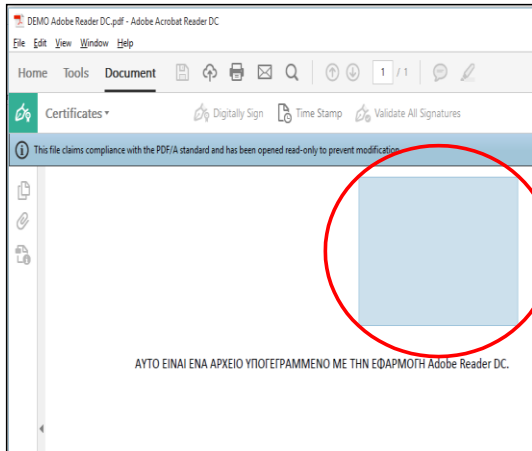 DEMO Adobe Reader DC.pdf - Adobe Acrobat Reader DC
File Edit View Window Help
Home Tools Document 1 / 1
Certificates Digitally Sign Time Stamp Validate All Signatures
This file claims compliance with the PDF/A standard and has been opened read-only to prevent modification.
ΑΥΤΟ ΕΙΝΑΙ ΕΝΑ ΑΡΧΕΙΟ ΥΠΟΓΕΓΡΑΜΜΕΝΟ ΜΕ ΤΗΝ ΕΦΑΡΜΟΓΗ Adobe Reader DC.